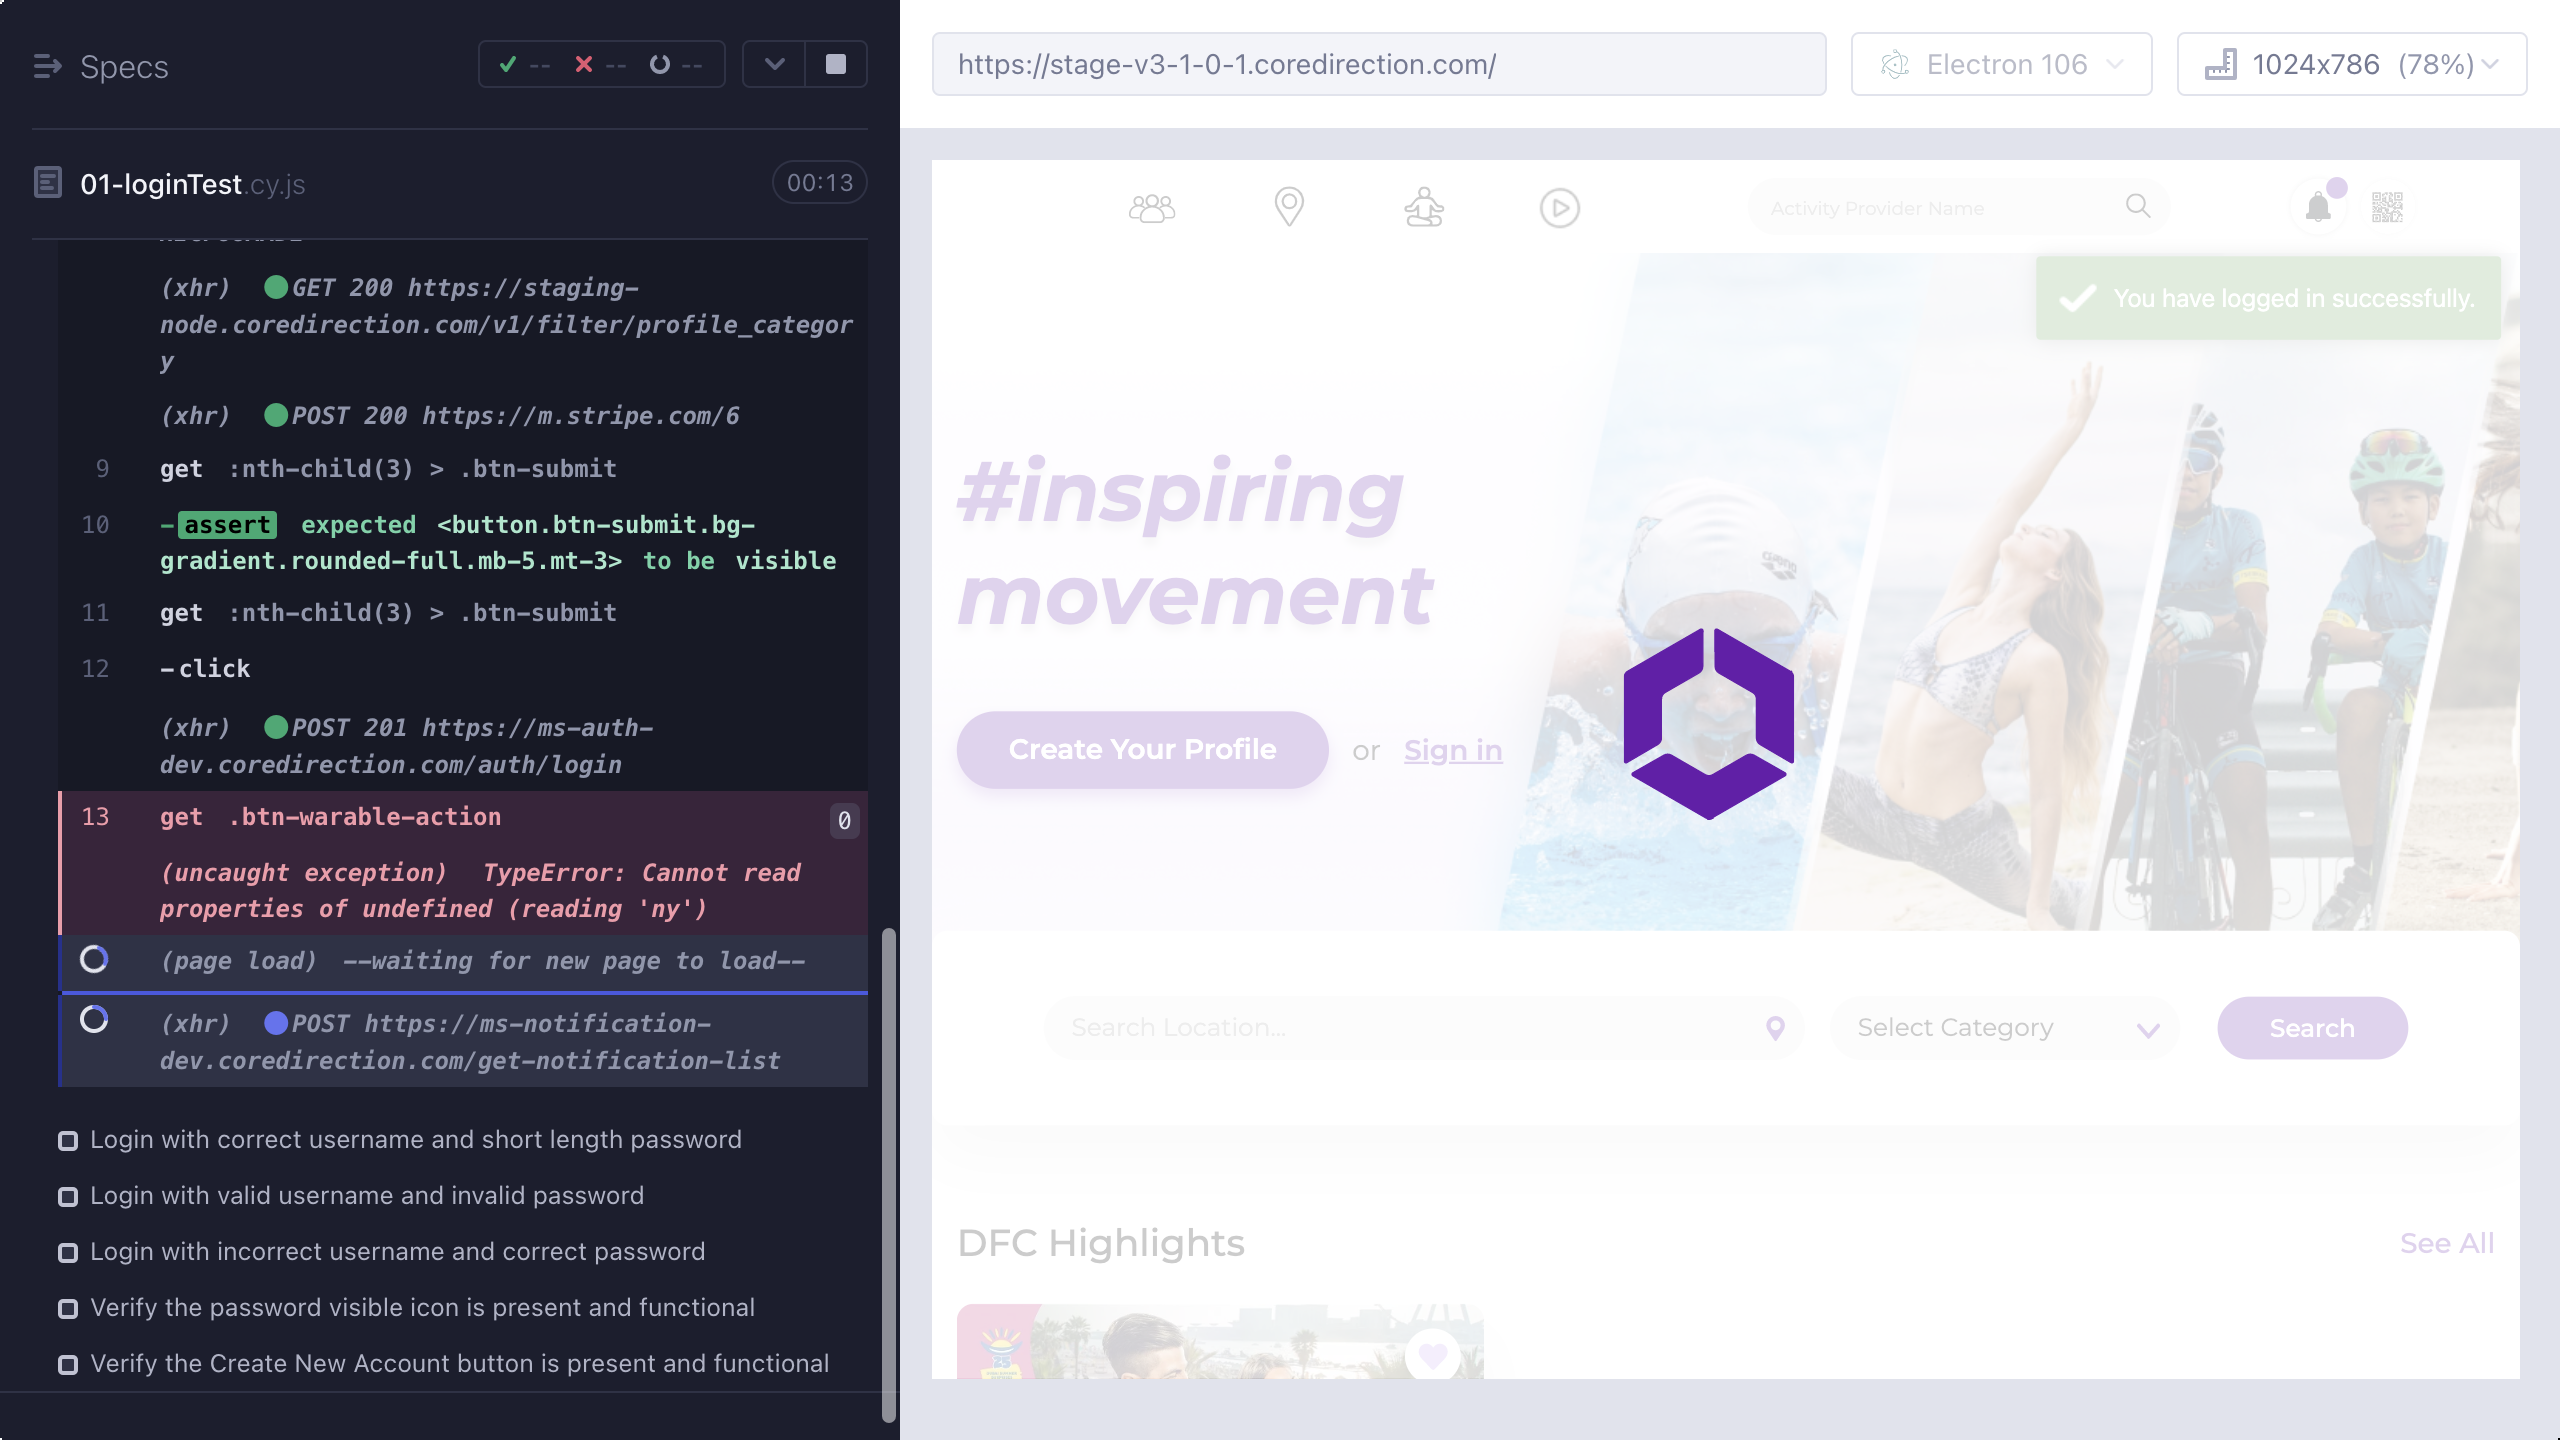 Specs
-- -- --
01-loginTest.cy.js
00:13
(xhr) GET 200 https://staging-
node.coredirection.com/v1/filter/profile_categor
y
(xhr) POST 200 https://m.stripe.com/6
9 get :nth-child(3) > .btn-submit
10 -assert expected <button.btn-submit.bg-
gradient.rounded-full.mb-5.mt-3> to be visible
11 get :nth-child(3) > .btn-submit
12 -click
(xhr) POST 201 https://ms-auth-
dev.coredirection.com/auth/login
13 get .btn-warable-action 0
(uncaught exception) TypeError: Cannot read
properties of undefined (reading 'ny')
(page load) --waiting for new page to load--
(xhr) POST https://ms-notification-
dev.coredirection.com/get-notification-list
Login with correct username and short length password
Login with valid username and invalid password
Login with incorrect username and correct password
Verify the password visible icon is present and functional
Verify the Create New Account button is present and functional
https://stage-v3-1-0-1.coredirection.com/
Electron 106
1024x786 (78%)
Activity Provider Name
You have logged in successfully.
#inspiring
movement
arena
Create Your Profile or Sign in
Search Location...
Select Category
Search
DFC Highlights
See All